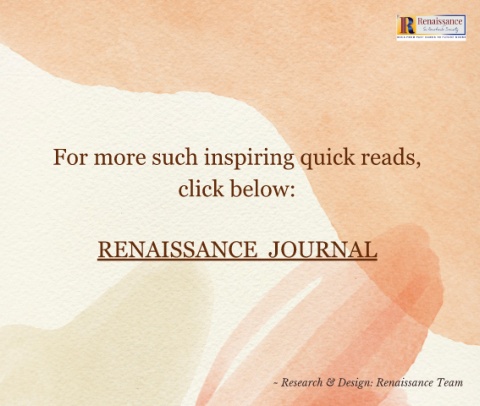 Renaissance
For more such inspiring quick reads,
click below:
RENAISSANCE JOURNAL
- Research & Design: Renaissance Team